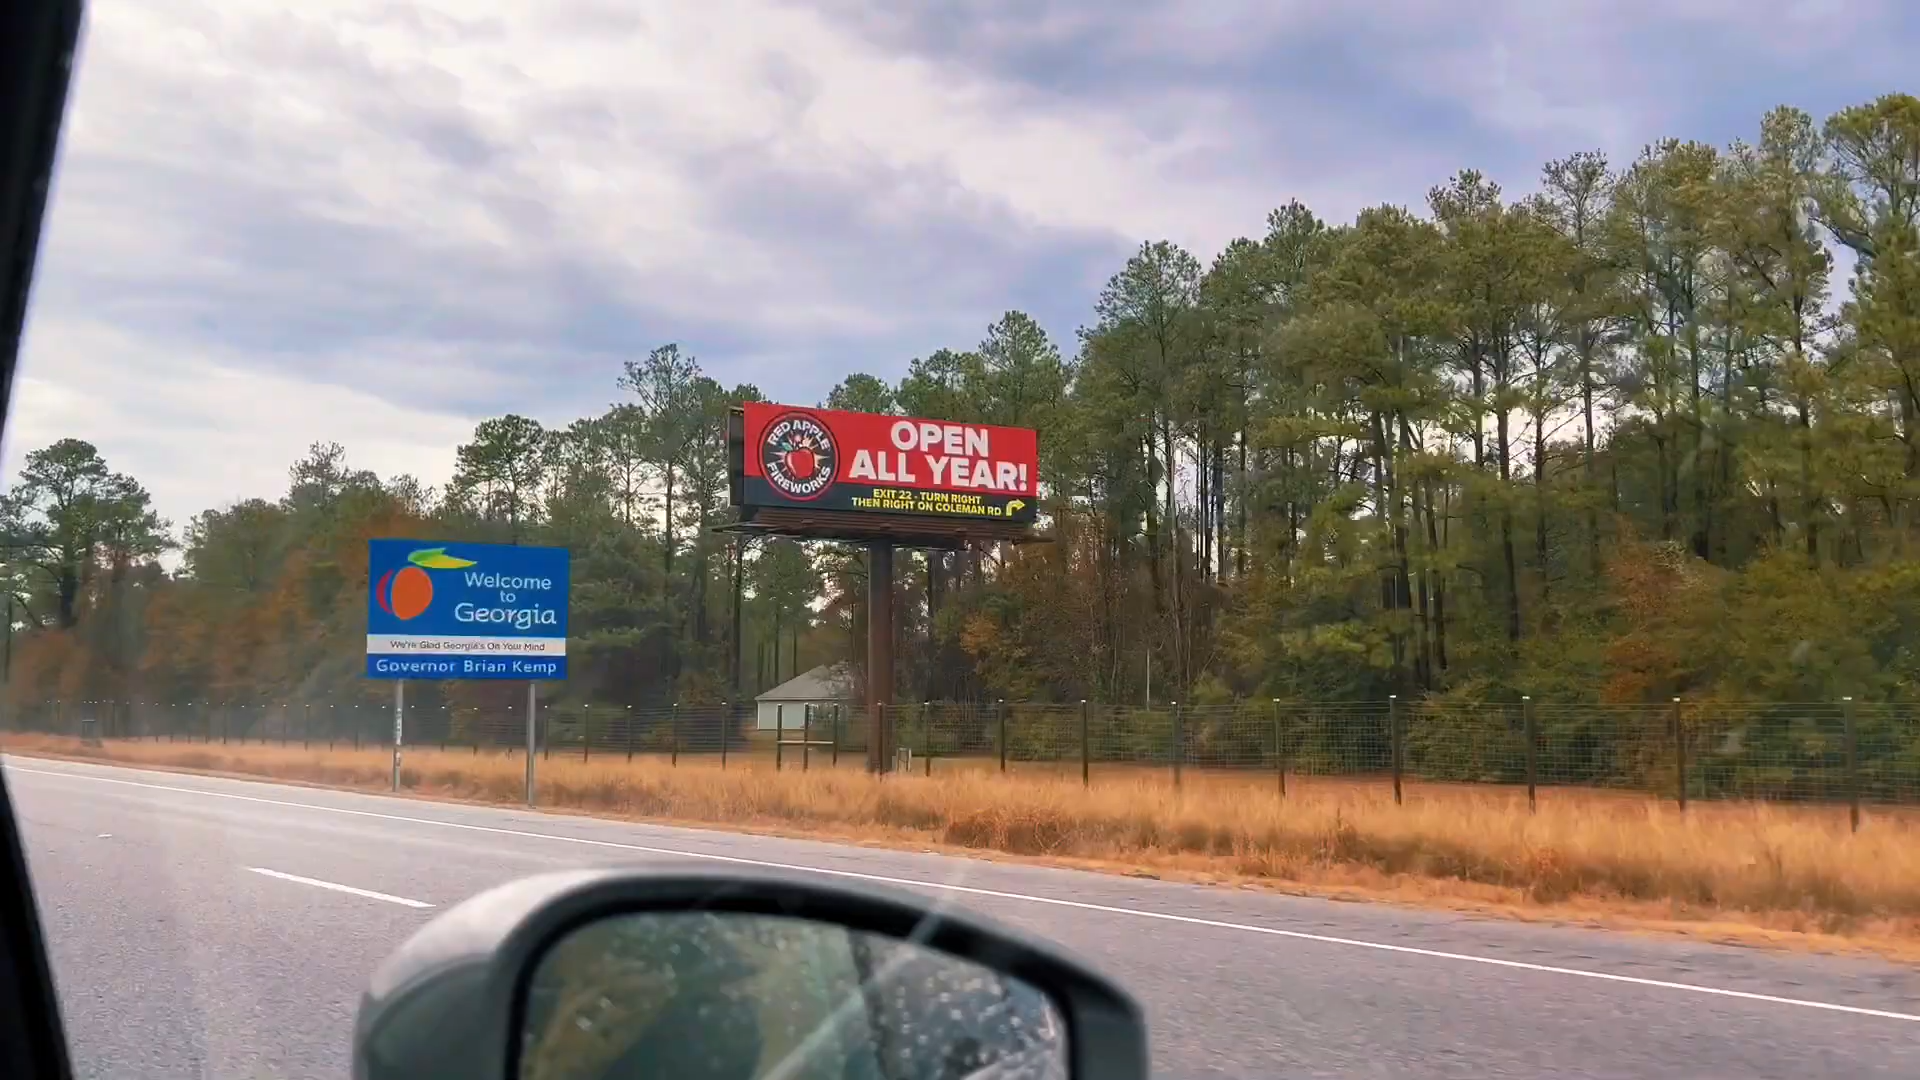 Welcome
to
Georgia
We're Glad Georgia's On Your Mind
Governor Brian Kemp
RED APPLE
FIREWORKS
OPEN
ALL YEAR!
EXIT 22 - TURN RIGHT
THEN RIGHT ON COLEMAN RD